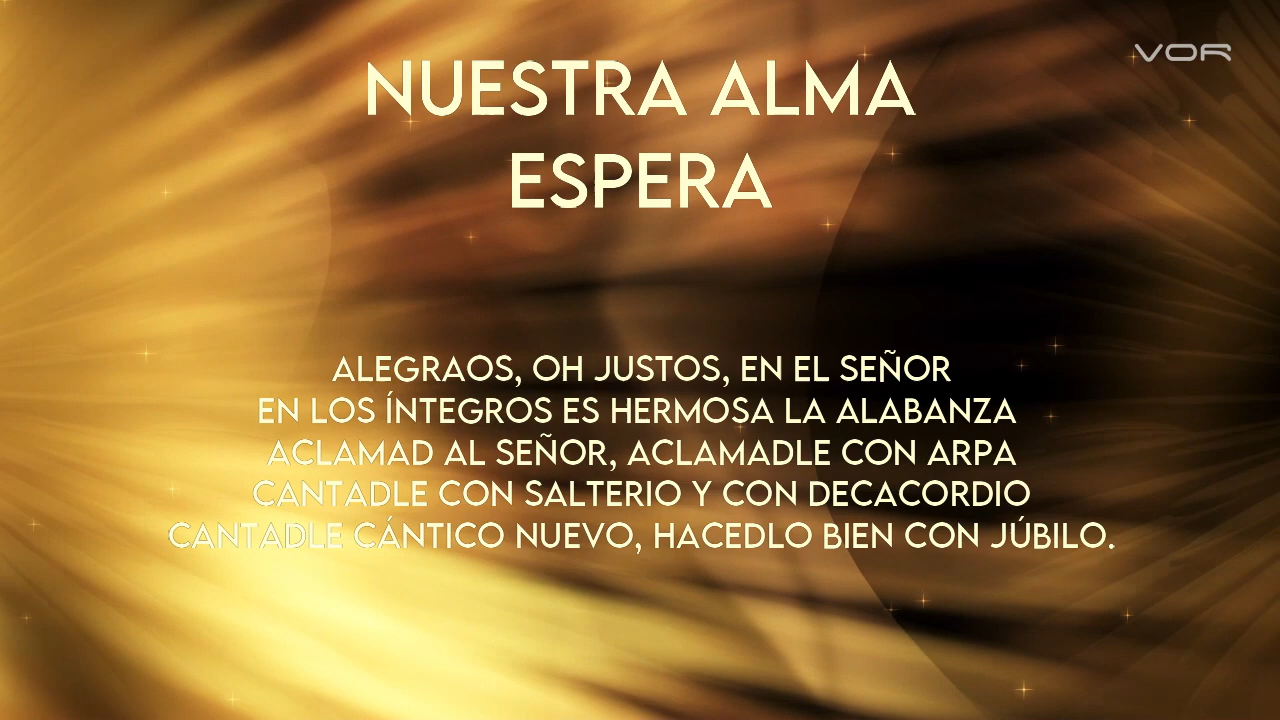 VOR
NUESTRA ALMA
ESPERA
ALEGRAOS, OH JUSTOS, EN EL SEÑOR
EN LOS ÍNTEGROS ES HERMOSA LA ALABANZA
ACLAMAD AL SEÑOR, ACLAMADLE CON ARPA
CANTADLE CON SALTERIO Y CON DECACORDIO
CANTADLE CÁNTICO NUEVO, HACEDLO BIEN CON JÚBILO.